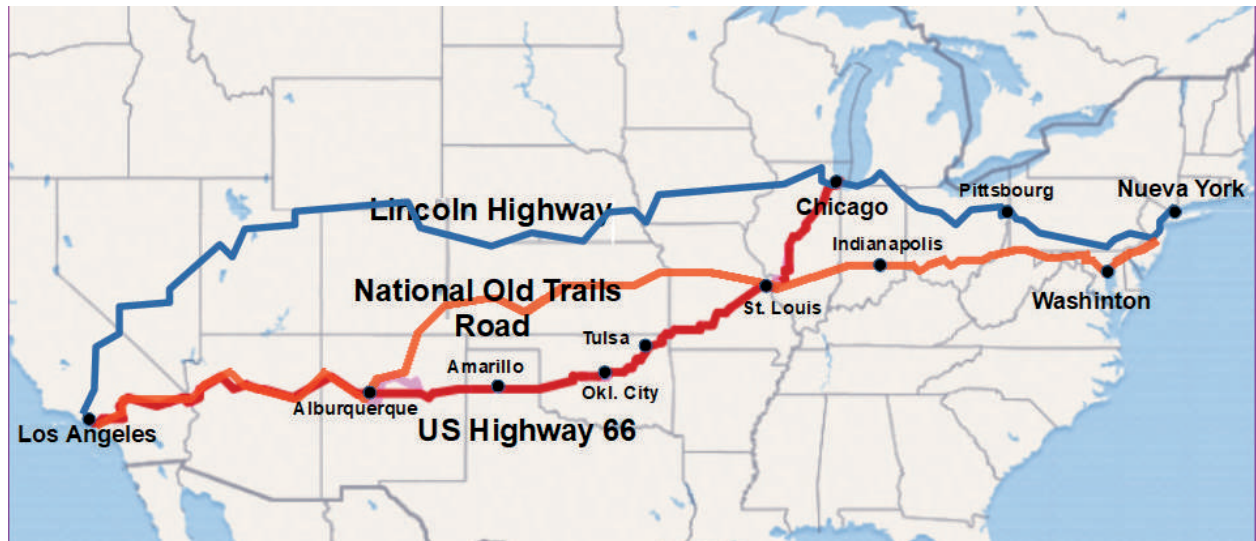 Pittsbourg
Nueva York
Lincoln Highway
Chicago
Indianapolis
National Old Trails
Road
Washinton
St. Louis
Tulsa
Amarillo
Okl. City
Alburquerque
US Highway 66
Los Angeles